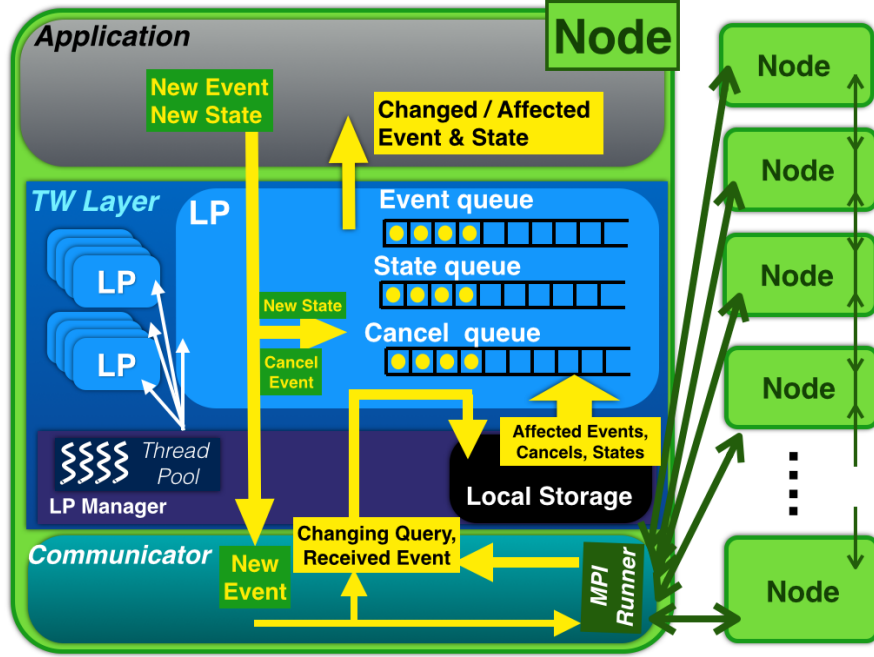 Application
Node
New Event
New State
Changed / Affected
Event & State
TW Layer
LP
Event queue
State queue
Cancel queue
LP
LP
New State
Cancel
Event
Affected Events,
Cancels, States
Thread
Pool
LP Manager
Local Storage
Communicator
Changing Query,
Received Event
New
Event
MPI
Runner
Node
Node
Node
Node
Node